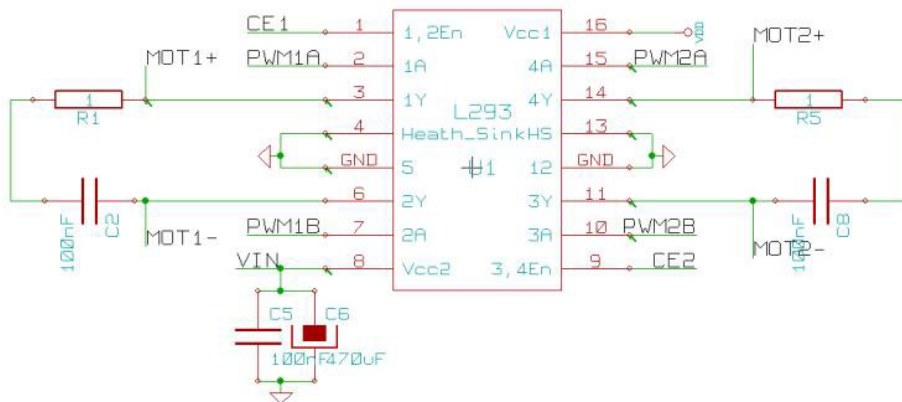 CE1 1 1,2En Vcc1 16 VDD
MOT1+ PWM1A 2 1A 4A 15 PWM2A MOT2+
1 3 1Y 4Y 14 1
R1 L293 R5
4 Heath_SinkHS 13
GND 5 U1 12 GND
6 2Y 3Y 11
100nF C2 100nF C8
MOT1- PWM1B 7 2A 3A 10 PWM2B MOT2-
VIN 8 Vcc2 3,4En 9 CE2
C5 C6
100nF 470uF